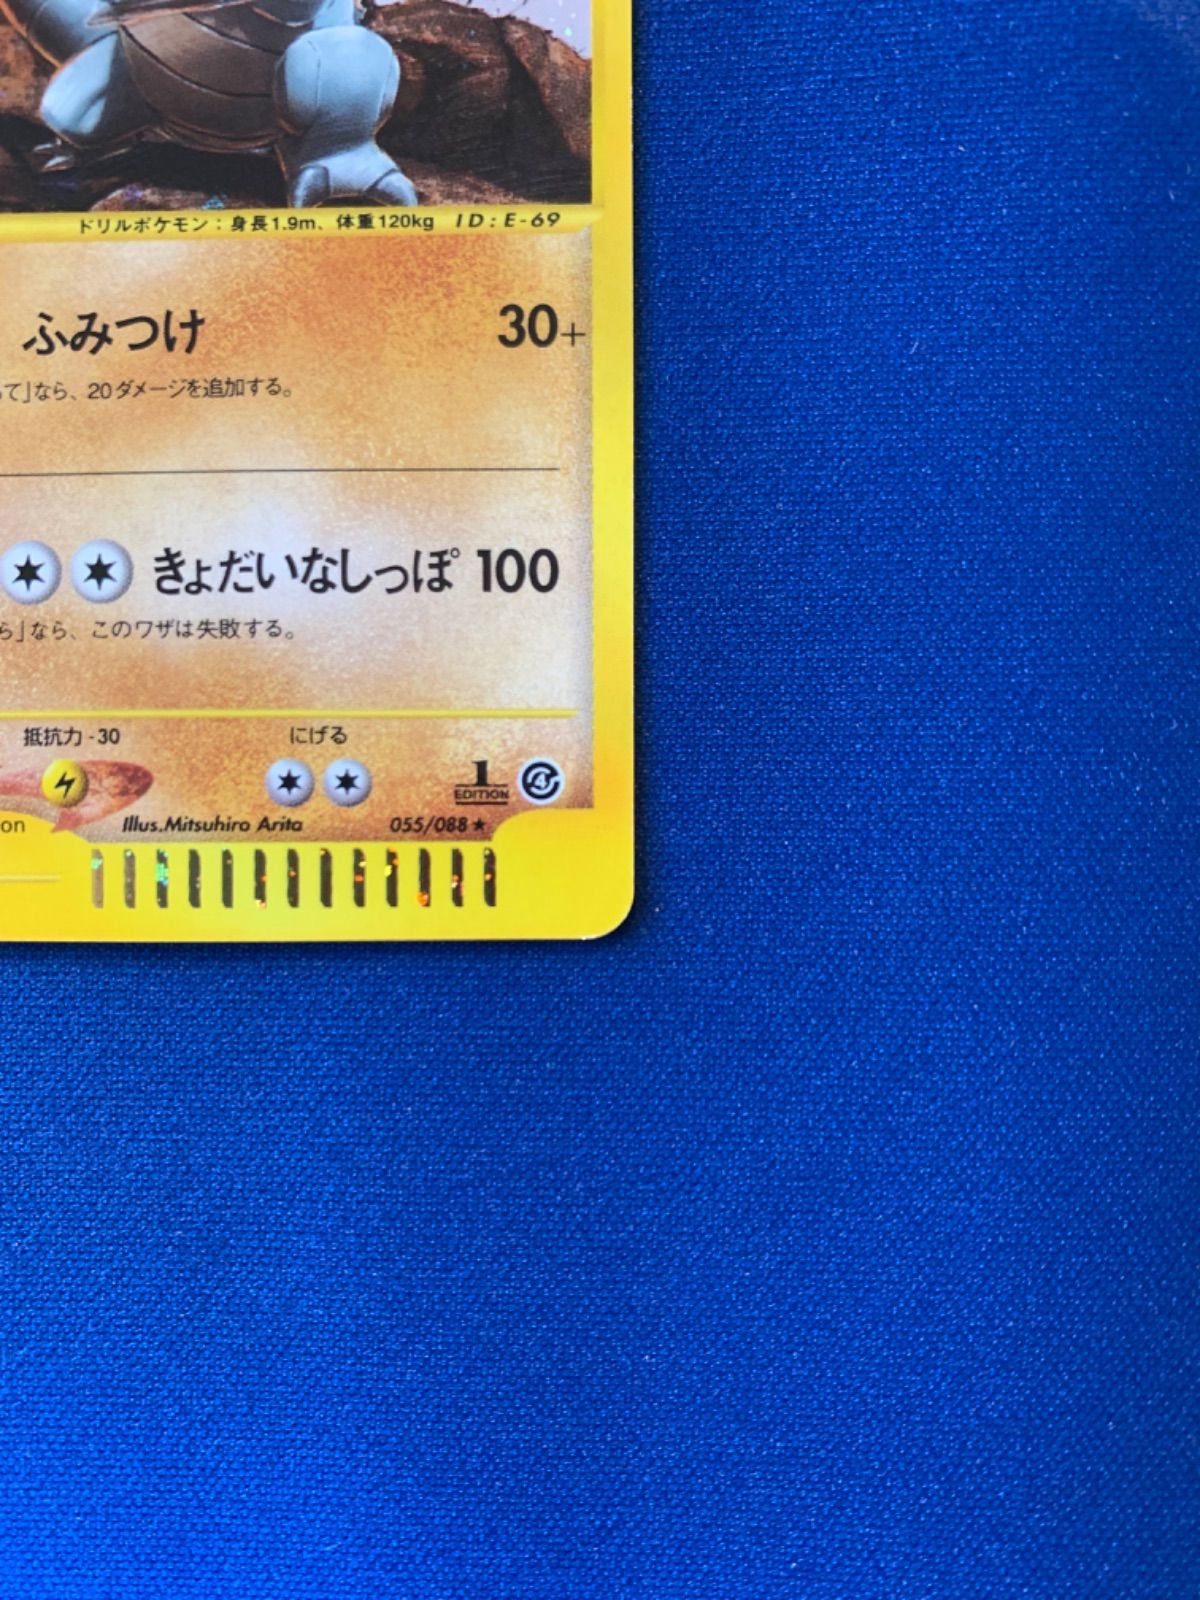 ドリルポケモン：身長1.9m、体重120kg ID:E-69
ふみつけ 30+
て」なら、20ダメージを追加する。
きょだいなしっぽ 100
ら」なら、このワザは失敗する。
抵抗力 -30 にげる
1 EDITION
on Illus.Mitsuhiro Arita 055/088★